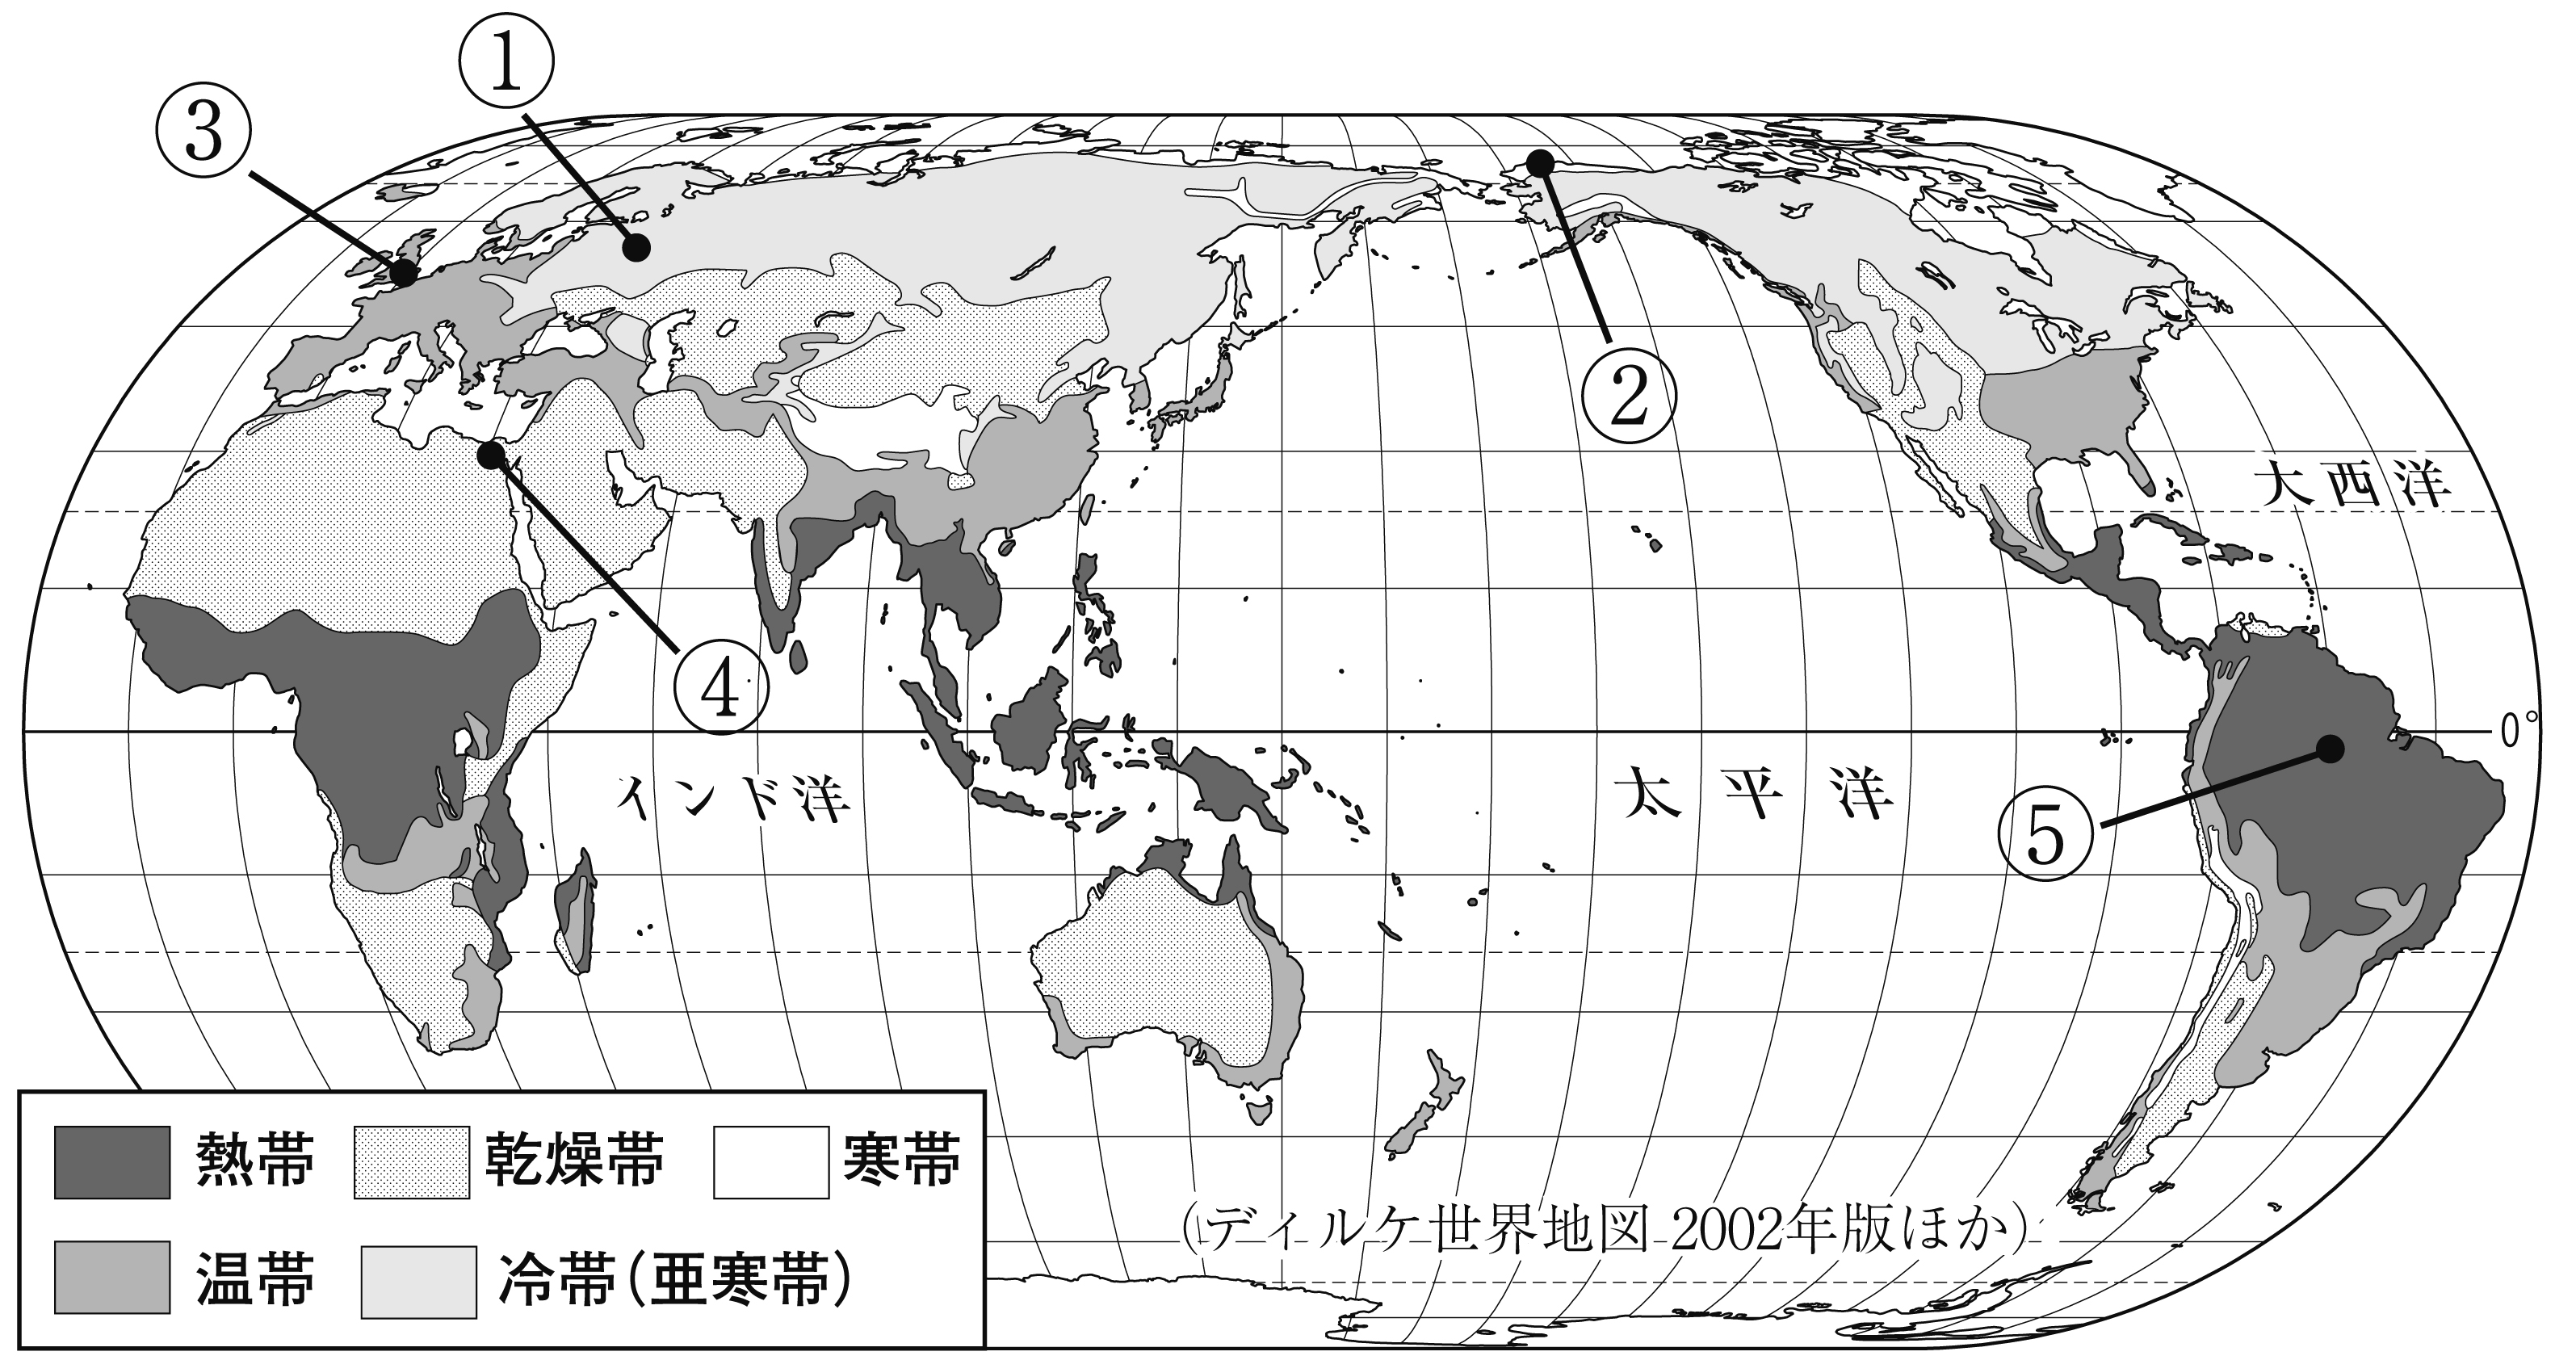 ①
③
②
大西洋
④
0°
インド洋
太平洋
⑤
熱帯 乾燥帯 寒帯
温帯 冷帯(亜寒帯)
(ディルケ世界地図 2002年版ほか)